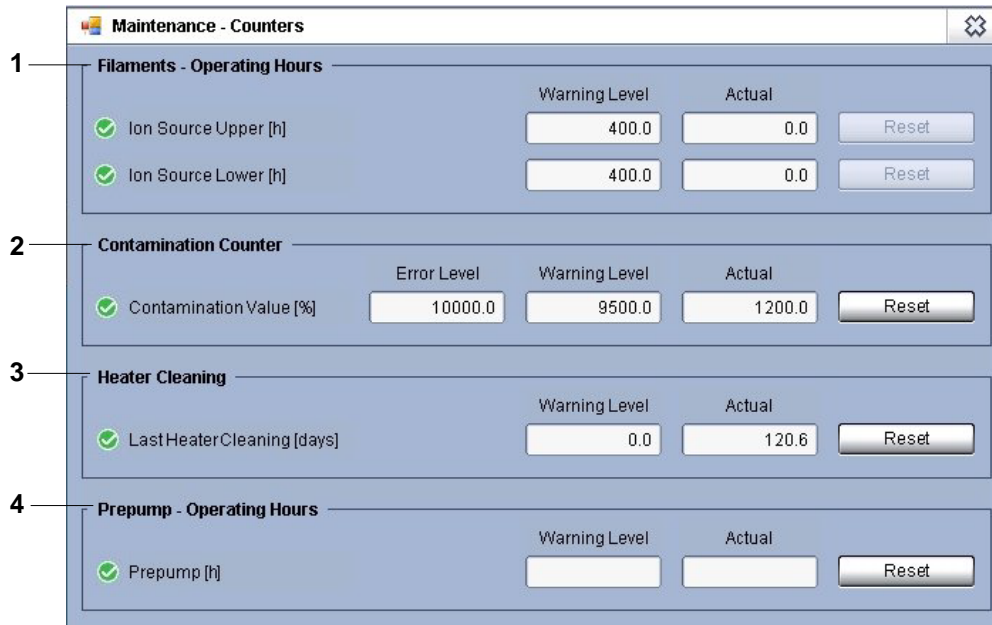 Maintenance - Counters
1 Filaments - Operating Hours
Warning Level Actual
Ion Source Upper [h] 400.0 0.0 Reset
Ion Source Lower [h] 400.0 0.0 Reset
2 Contamination Counter
Error Level Warning Level Actual
Contamination Value [%] 10000.0 9500.0 1200.0 Reset
3 Heater Cleaning
Warning Level Actual
Last Heater Cleaning [days] 0.0 120.6 Reset
4 Prepump - Operating Hours
Warning Level Actual
Prepump [h] Reset